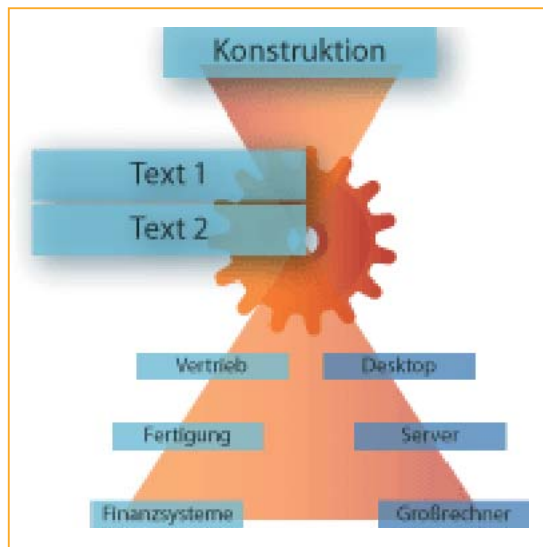 Konstruktion
Text 1
Text 2
Vertrieb
Desktop
Fertigung
Server
Finanzsysteme
Großrechner